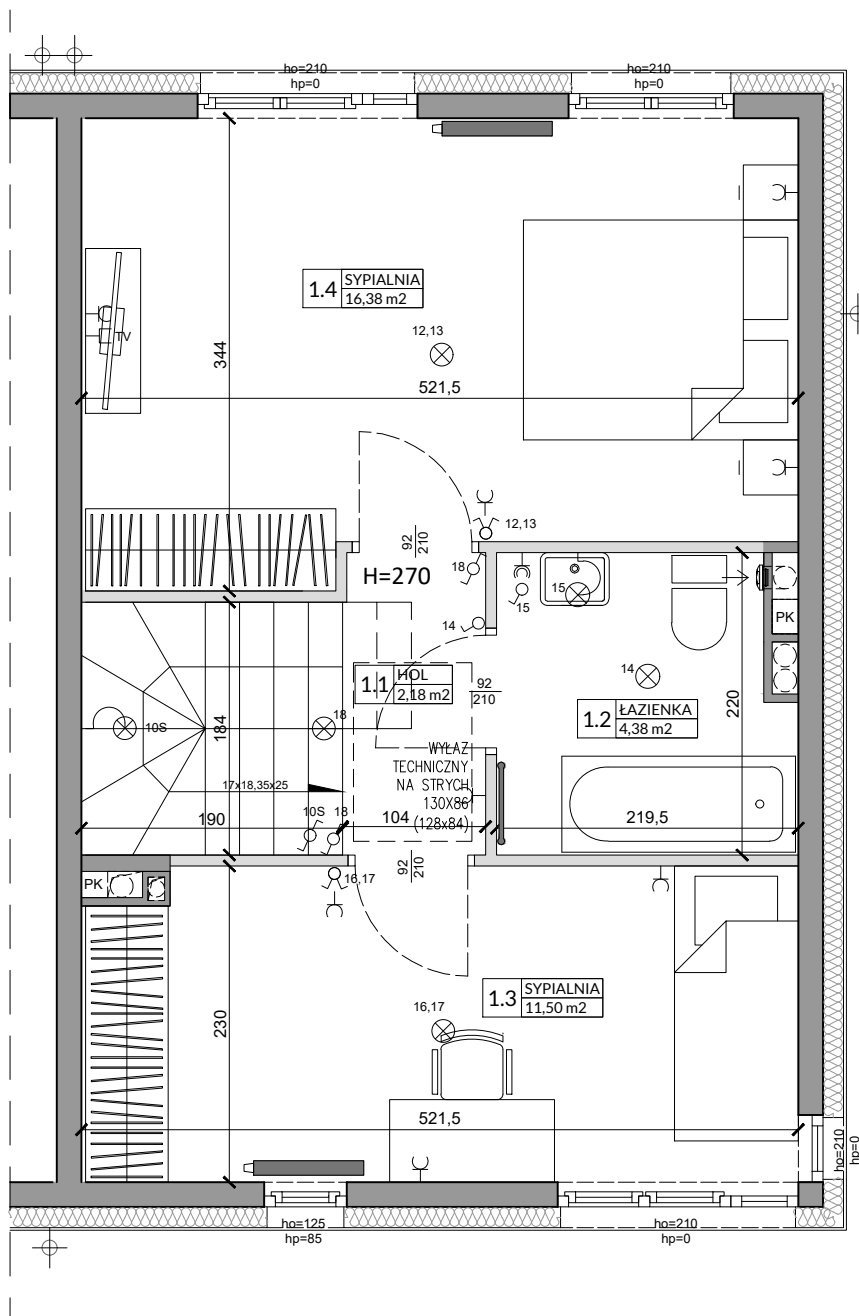 ho=210
hp=0
ho=210
hp=0
1.4 SYPIALNIA
16,38 m2
12,13
TV
344
521,5
12,13
92
210
18
H=270
15
15
PK
14
14
1.1 HOL
2,18 m2
92
210
1.2 ŁAZIENKA
4,38 m2
220
10S
184
18
WYŁAZ
TECHNICZNY
NA STRYCH
130X86
(128x84)
17x18,35x25
190
10S
18
104
219,5
92
210
PK
16,17
1.3 SYPIALNIA
11,50 m2
16,17
230
521,5
ho=210
hp=0
ho=125
hp=85
ho=210
hp=0